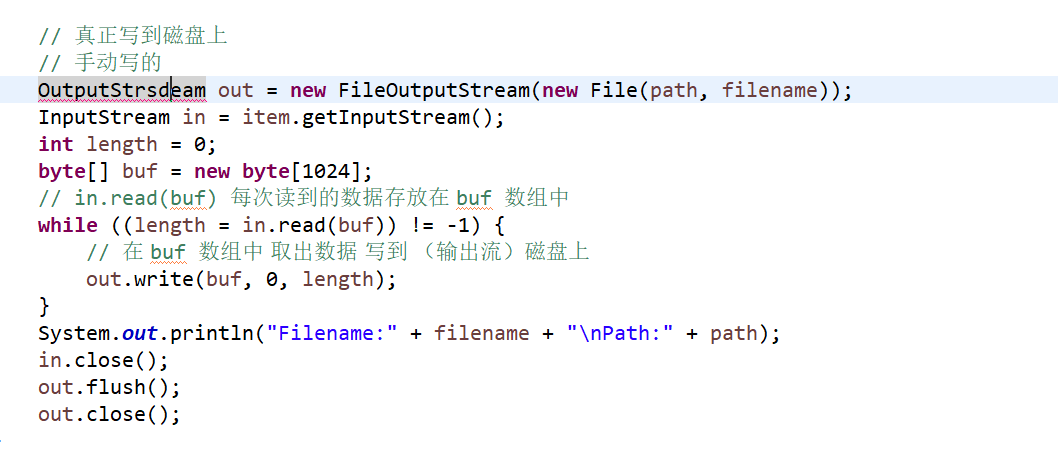 // 真正写到磁盘上
// 手动写的
OutputStrsdeam out = new FileOutputStream(new File(path, filename));
InputStream in = item.getInputStream();
int length = 0;
byte[] buf = new byte[1024];
// in.read(buf) 每次读到的数据存放在 buf 数组中
while ((length = in.read(buf)) != -1) {
    // 在 buf 数组中 取出数据 写到 （输出流）磁盘上
    out.write(buf, 0, length);
}
System.out.println("Filename:" + filename + "\nPath:" + path);
in.close();
out.flush();
out.close();